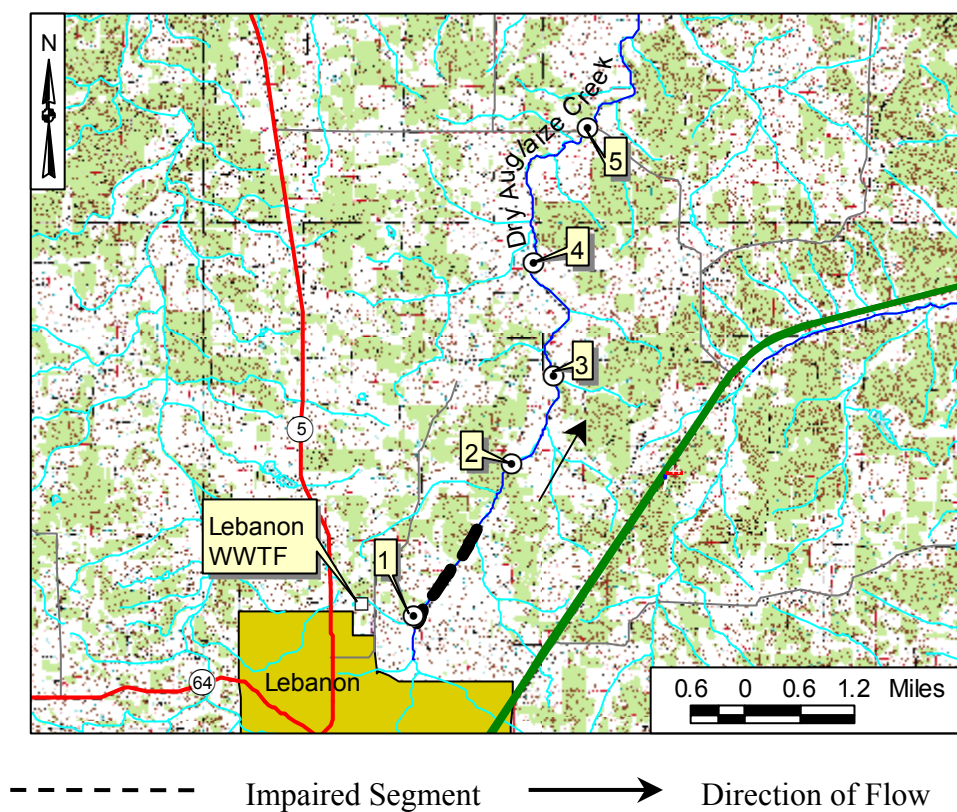 N
Dry Auglaize Creek
5
4
3
5
2
Lebanon
WWTF
1
64
Lebanon
44
0.6 0 0.6 1.2 Miles
Impaired Segment
Direction of Flow